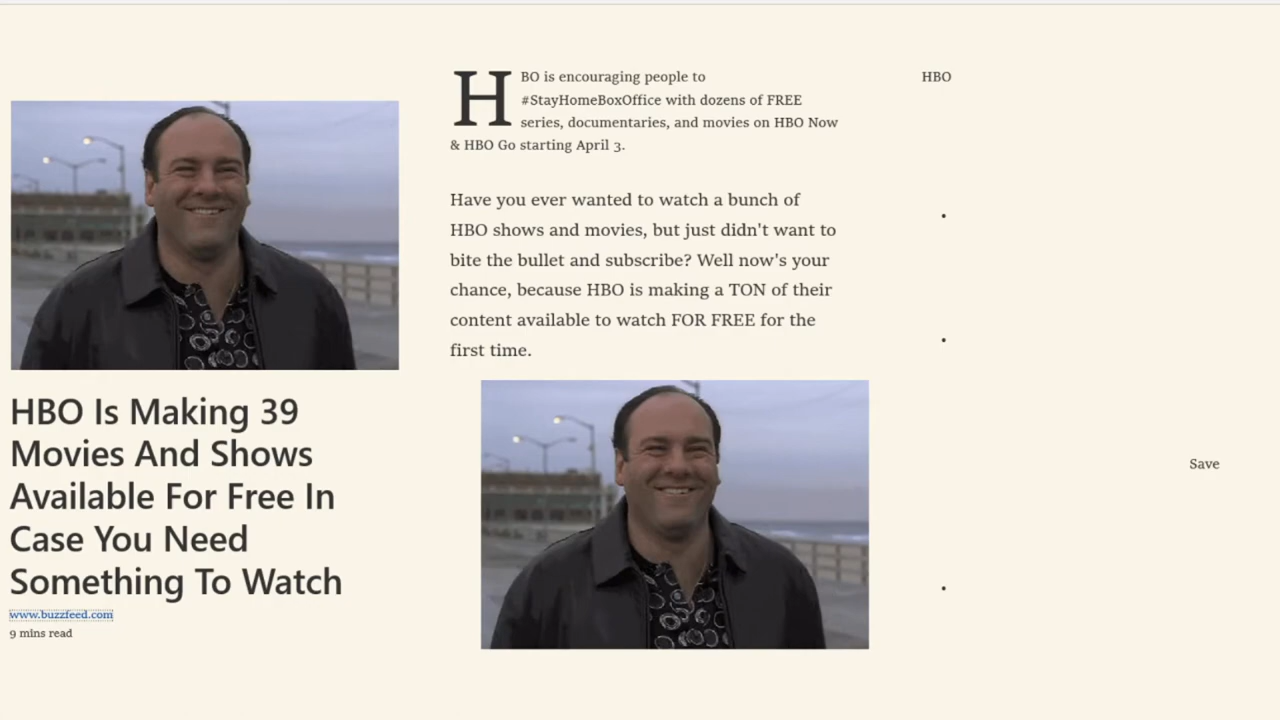 HBO Is Making 39
Movies And Shows
Available For Free In
Case You Need
Something To Watch
www.buzzfeed.com
9 mins read
HBO is encouraging people to
#StayHomeBoxOffice with dozens of FREE
series, documentaries, and movies on HBO Now
& HBO Go starting April 3.
Have you ever wanted to watch a bunch of
HBO shows and movies, but just didn't want to
bite the bullet and subscribe? Well now's your
chance, because HBO is making a TON of their
content available to watch FOR FREE for the
first time.
HBO
Save